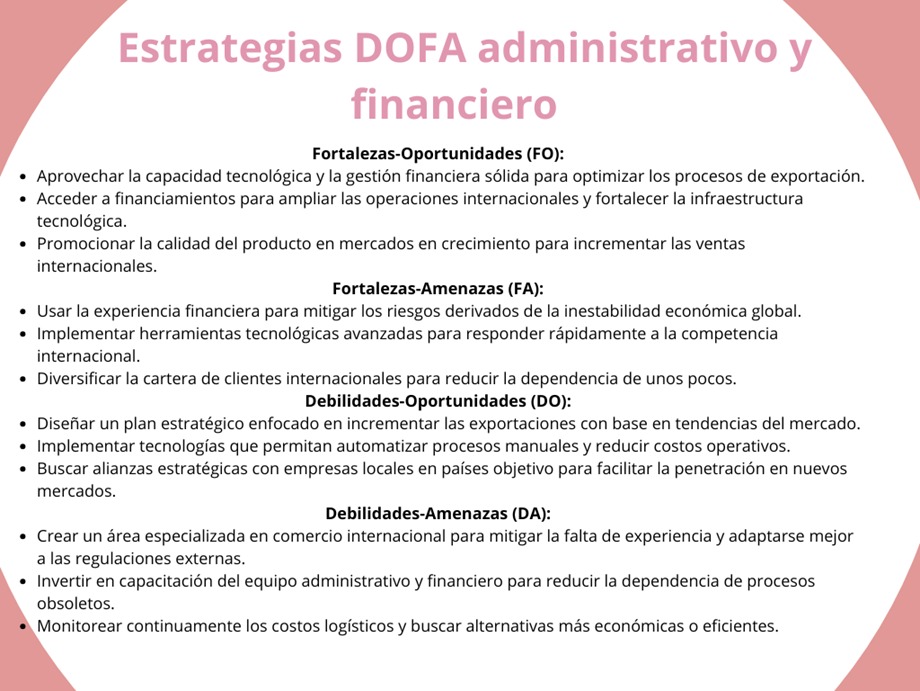 Estrategias DOFA administrativo y
financiero
Fortalezas-Oportunidades (FO):
• Aprovechar la capacidad tecnológica y la gestión financiera sólida para optimizar los procesos de exportación.
• Acceder a financiamientos para ampliar las operaciones internacionales y fortalecer la infraestructura
tecnológica.
• Promocionar la calidad del producto en mercados en crecimiento para incrementar las ventas
internacionales.
Fortalezas-Amenazas (FA):
• Usar la experiencia financiera para mitigar los riesgos derivados de la inestabilidad económica global.
• Implementar herramientas tecnológicas avanzadas para responder rápidamente a la competencia
internacional.
• Diversificar la cartera de clientes internacionales para reducir la dependencia de unos pocos.
Debilidades-Oportunidades (DO):
• Diseñar un plan estratégico enfocado en incrementar las exportaciones con base en tendencias del mercado.
• Implementar tecnologías que permitan automatizar procesos manuales y reducir costos operativos.
• Buscar alianzas estratégicas con empresas locales en países objetivo para facilitar la penetración en nuevos
mercados.
Debilidades-Amenazas (DA):
• Crear un área especializada en comercio internacional para mitigar la falta de experiencia y adaptarse mejor
a las regulaciones externas.
• Invertir en capacitación del equipo administrativo y financiero para reducir la dependencia de procesos
obsoletos.
• Monitorear continuamente los costos logísticos y buscar alternativas más económicas o eficientes.